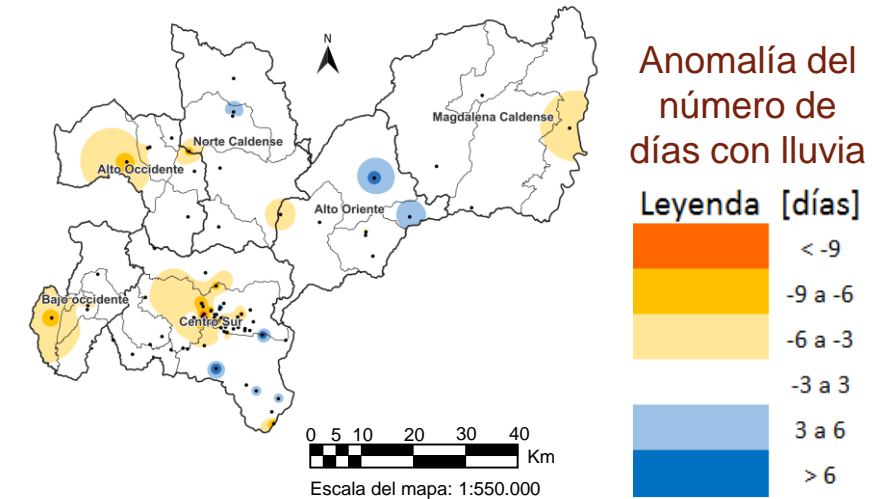 N
Magdalena Caldense
Norte Caldense
Alto Occidente
Alto Oriente
Bajo occidente
Centro Sur
0 5 10 20 30 40
Km
Escala del mapa: 1:550.000
Anomalía del
número de
días con lluvia
Leyenda [días]
< -9
-9 a -6
-6 a -3
-3 a 3
3 a 6
> 6